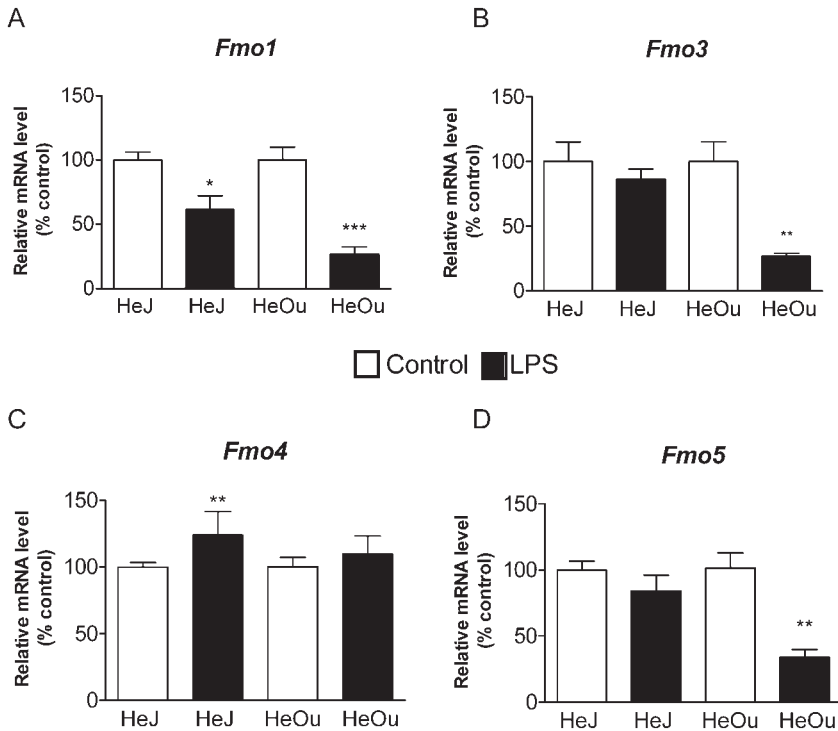 A
Fmo1
Relative mRNA level
(% control)
150
100
50
0
*
***
HeJ HeJ HeOu HeOu
B
Fmo3
Relative mRNA level
(% control)
150
100
50
0
**
HeJ HeJ HeOu HeOu
Control LPS
C
Fmo4
Relative mRNA level
(% control)
150
100
50
0
**
HeJ HeJ HeOu HeOu
D
Fmo5
Relative mRNA level
(% control)
150
100
50
0
**
HeJ HeJ HeOu HeOu